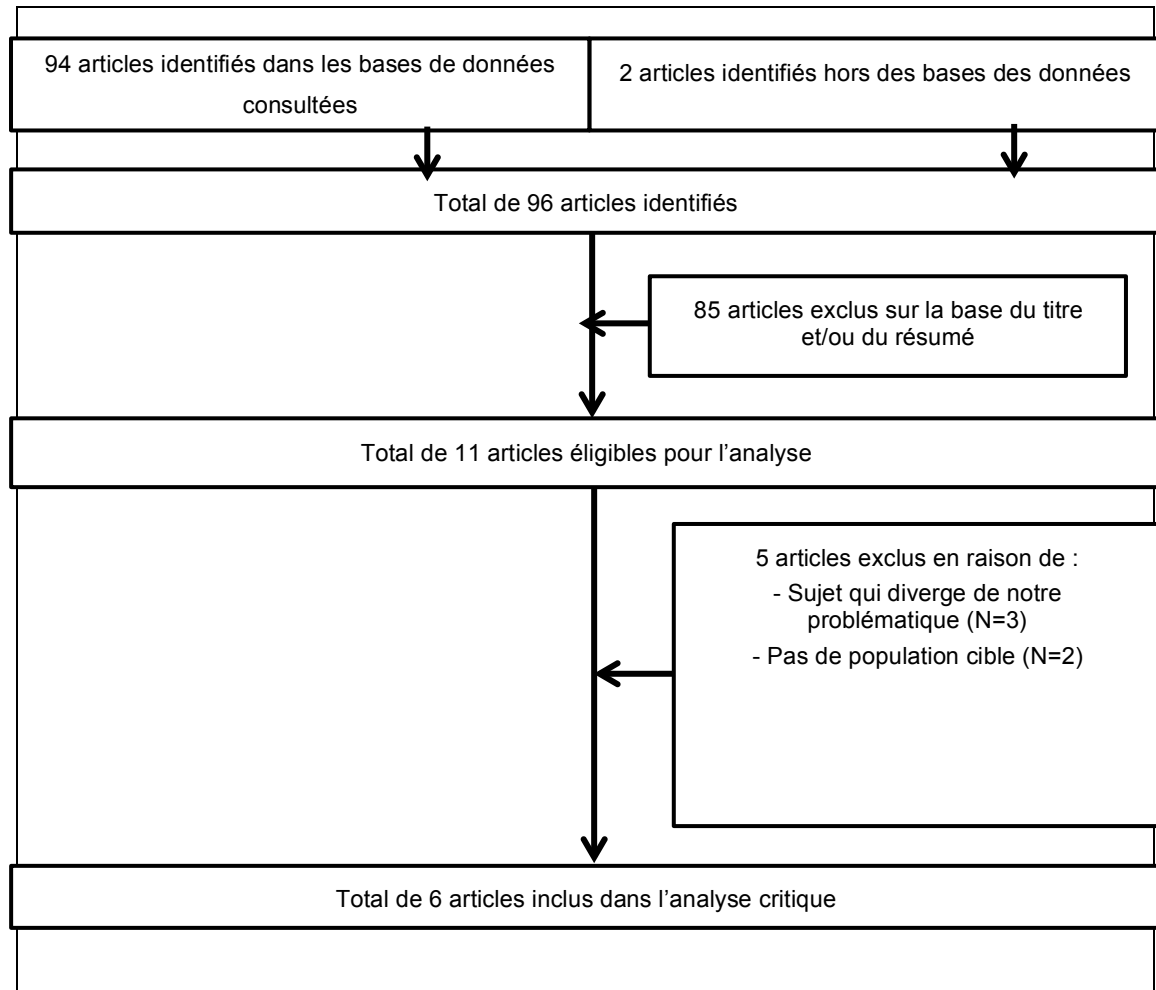 94 articles identifiés dans les bases de données
consultées
2 articles identifiés hors des bases des données
Total de 96 articles identifiés
85 articles exclus sur la base du titre
et/ou du résumé
Total de 11 articles éligibles pour l’analyse
5 articles exclus en raison de :
- Sujet qui diverge de notre
problématique (N=3)
- Pas de population cible (N=2)
Total de 6 articles inclus dans l’analyse critique